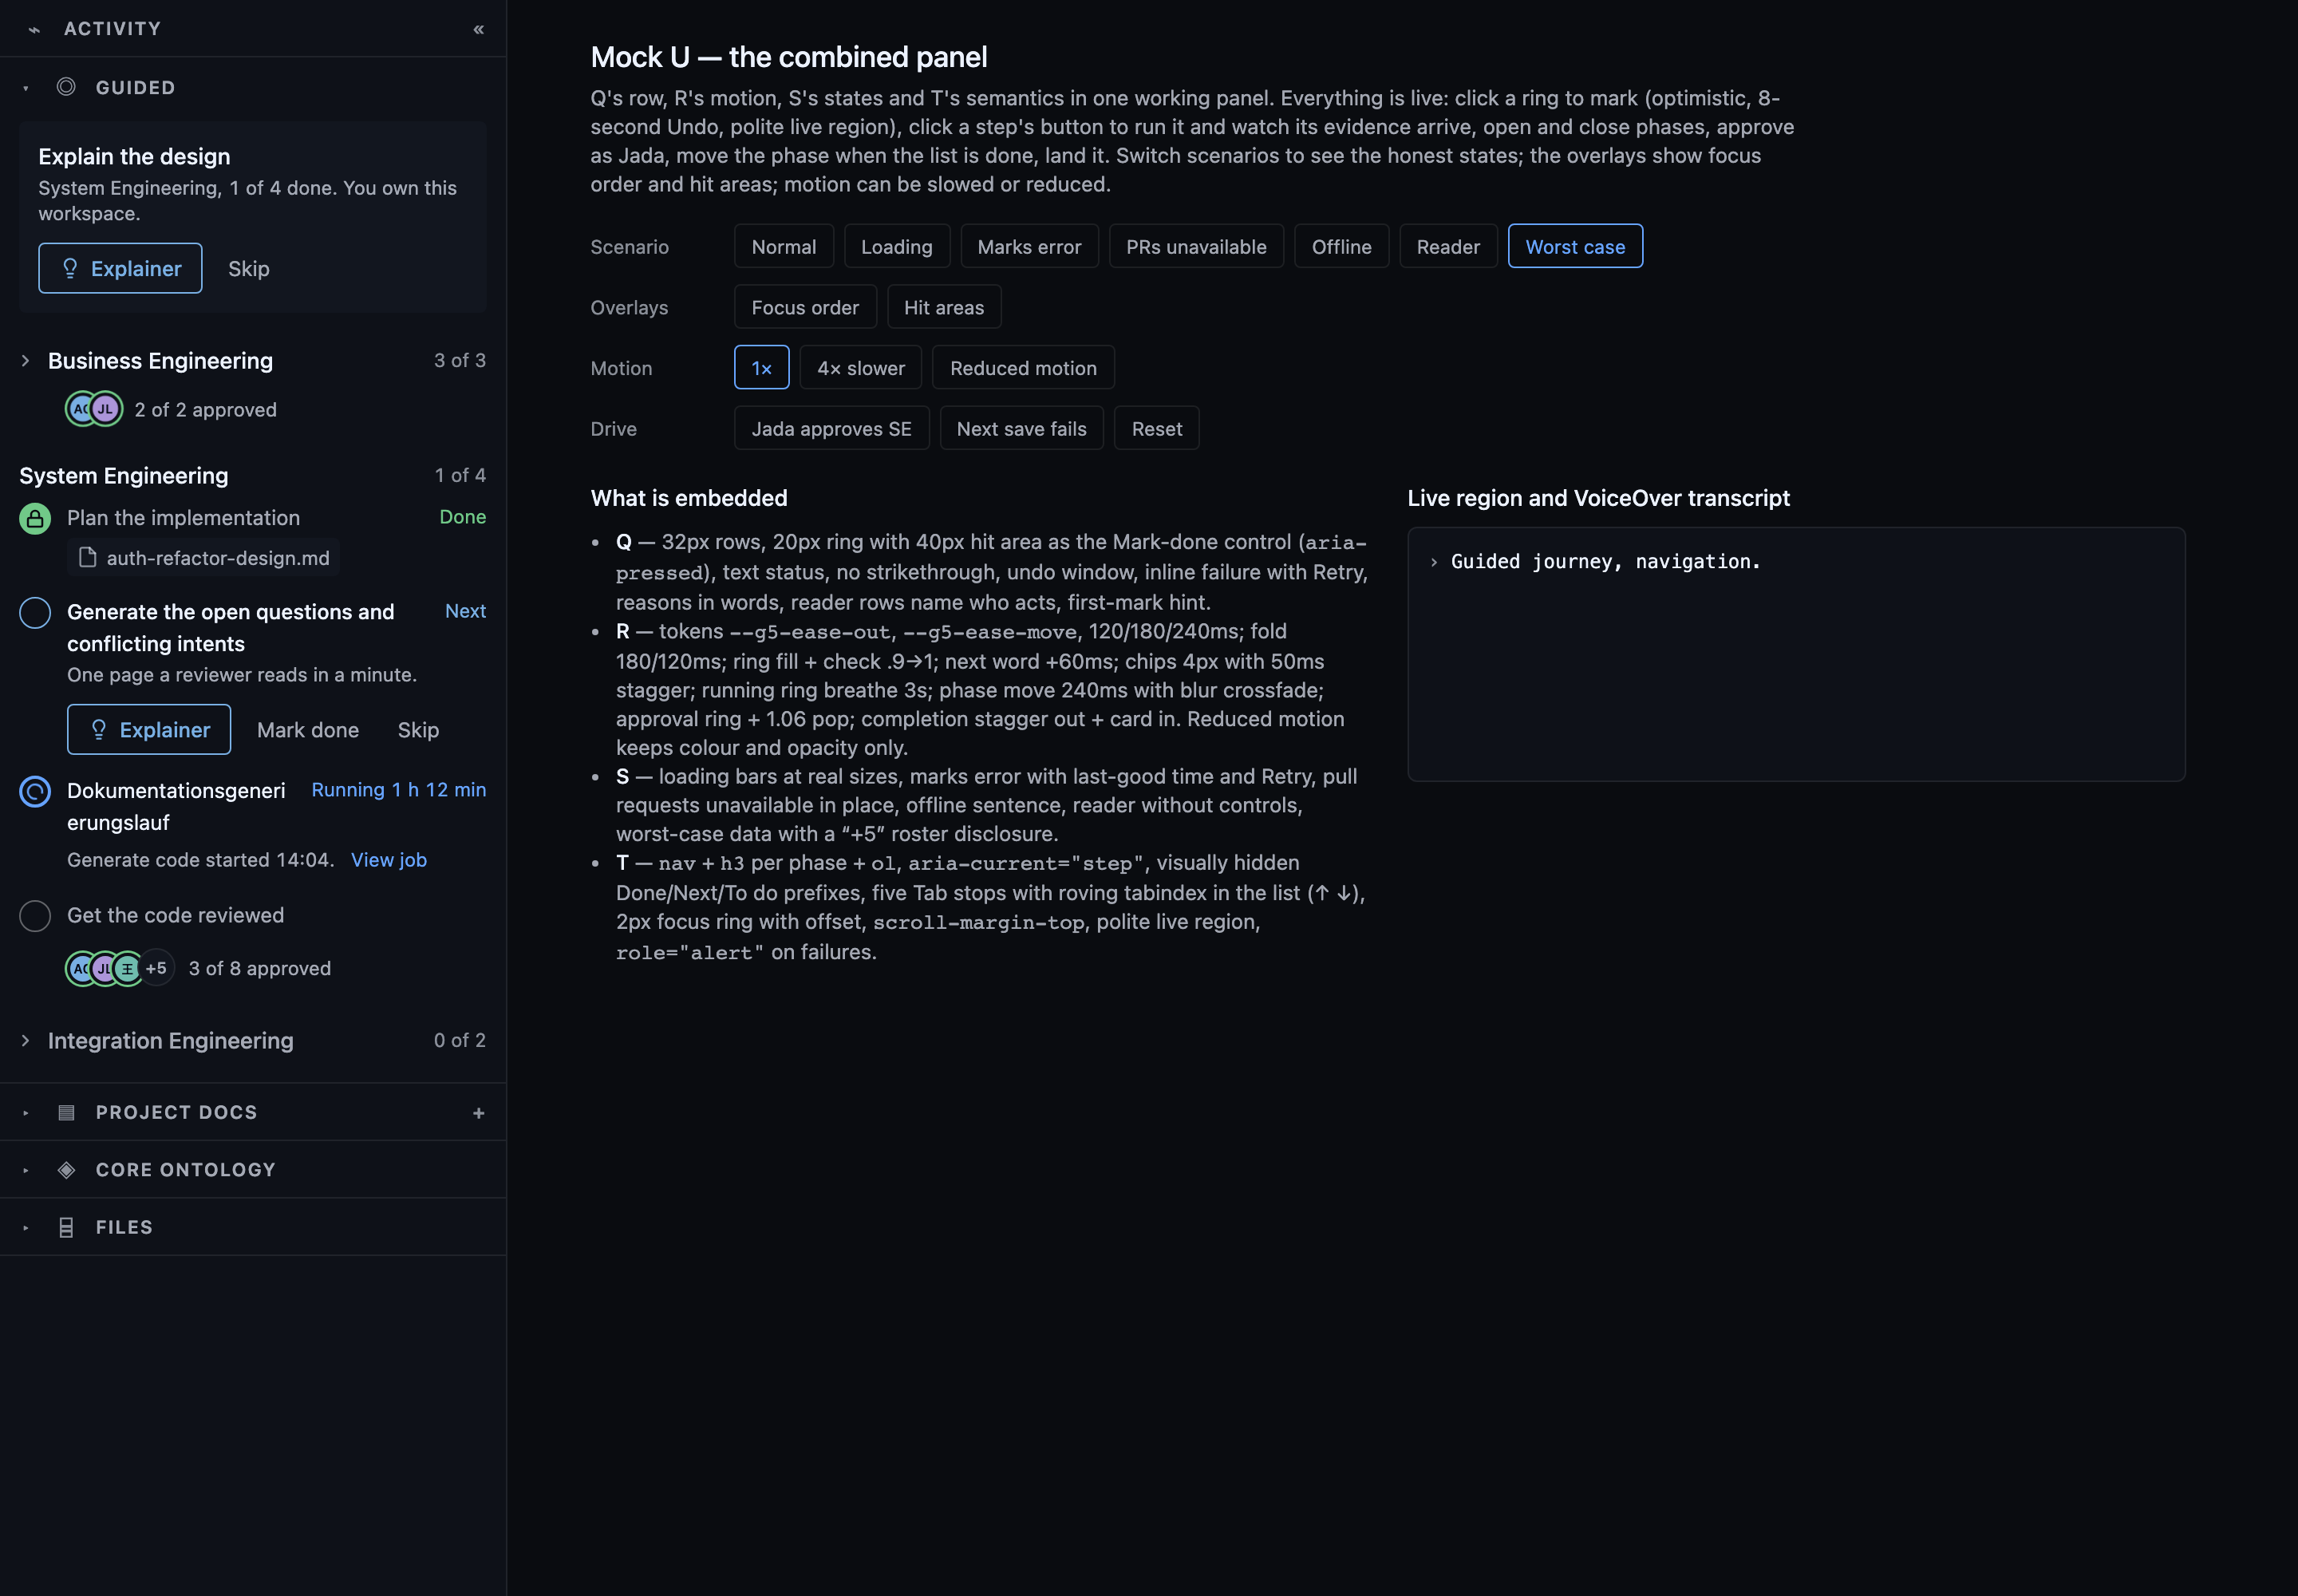 ACTIVITY «
GUIDED
Explain the design
System Engineering, 1 of 4 done. You own this
workspace.
Explainer Skip
Business Engineering 3 of 3
AC JL 2 of 2 approved
System Engineering 1 of 4
Plan the implementation Done
auth-refactor-design.md
Generate the open questions and Next
conflicting intents
One page a reviewer reads in a minute.
Explainer Mark done Skip
Dokumentationsgeneri Running 1 h 12 min
erungslauf
Generate code started 14:04. View job
Get the code reviewed
AC JL 王 +5 3 of 8 approved
Integration Engineering 0 of 2
PROJECT DOCS +
CORE ONTOLOGY
FILES
Mock U — the combined panel
Q's row, R's motion, S's states and T's semantics in one working panel. Everything is live: click a ring to mark (optimistic, 8-
second Undo, polite live region), click a step's button to run it and watch its evidence arrive, open and close phases, approve
as Jada, move the phase when the list is done, land it. Switch scenarios to see the honest states; the overlays show focus
order and hit areas; motion can be slowed or reduced.
Scenario Normal Loading Marks error PRs unavailable Offline Reader Worst case
Overlays Focus order Hit areas
Motion 1× 4× slower Reduced motion
Drive Jada approves SE Next save fails Reset
What is embedded
• Q — 32px rows, 20px ring with 40px hit area as the Mark-done control (aria-
pressed), text status, no strikethrough, undo window, inline failure with Retry,
reasons in words, reader rows name who acts, first-mark hint.
• R — tokens --g5-ease-out, --g5-ease-move, 120/180/240ms; fold
180/120ms; ring fill + check .9→1; next word +60ms; chips 4px with 50ms
stagger; running ring breathe 3s; phase move 240ms with blur crossfade;
approval ring + 1.06 pop; completion stagger out + card in. Reduced motion
keeps colour and opacity only.
• S — loading bars at real sizes, marks error with last-good time and Retry, pull
requests unavailable in place, offline sentence, reader without controls,
worst-case data with a “+5” roster disclosure.
• T — nav + h3 per phase + ol, aria-current="step", visually hidden
Done/Next/To do prefixes, five Tab stops with roving tabindex in the list (↑ ↓),
2px focus ring with offset, scroll-margin-top, polite live region,
role="alert" on failures.
Live region and VoiceOver transcript
› Guided journey, navigation.